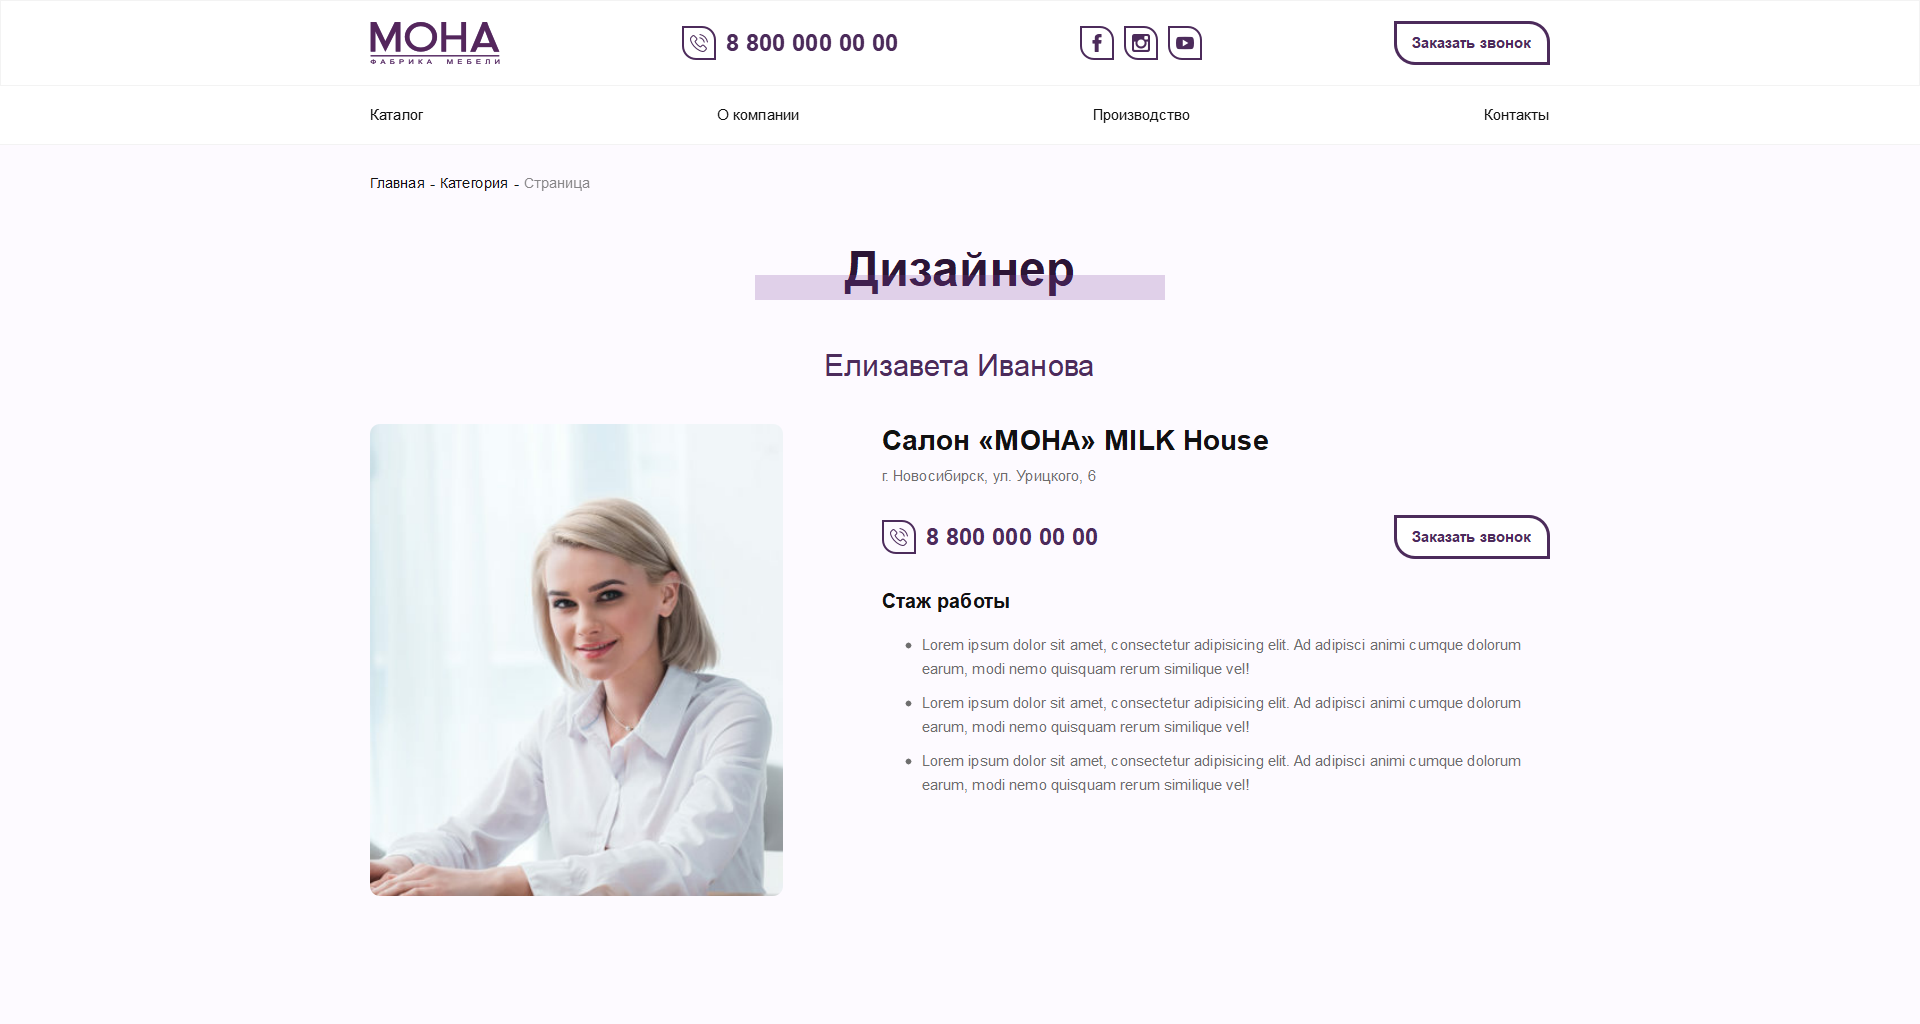 МОНА
ФАБРИКА МЕБЕЛИ
8 800 000 00 00
Заказать звонок
Каталог
О компании
Производство
Контакты
Главная - Категория - Страница
Дизайнер
Елизавета Иванова
Салон «МОНА» MILK House
г. Новосибирск, ул. Урицкого, 6
8 800 000 00 00
Заказать звонок
Стаж работы
Lorem ipsum dolor sit amet, consectetur adipisicing elit. Ad adipisci animi cumque dolorum
earum, modi nemo quisquam rerum similique vel!
Lorem ipsum dolor sit amet, consectetur adipisicing elit. Ad adipisci animi cumque dolorum
earum, modi nemo quisquam rerum similique vel!
Lorem ipsum dolor sit amet, consectetur adipisicing elit. Ad adipisci animi cumque dolorum
earum, modi nemo quisquam rerum similique vel!